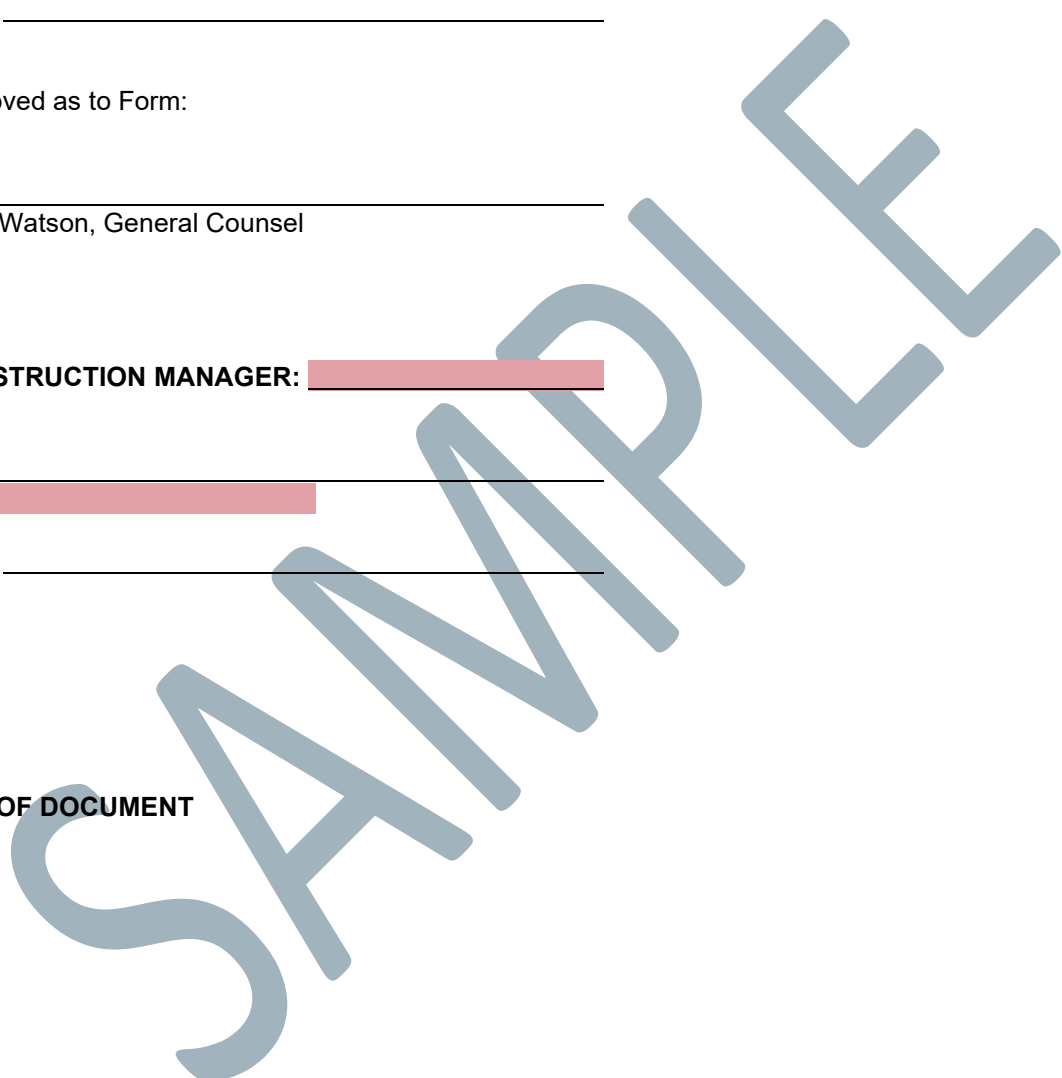 oved as to Form:
Watson, General Counsel
STRUCTION MANAGER:
OF DOCUMENT
SAMPLE